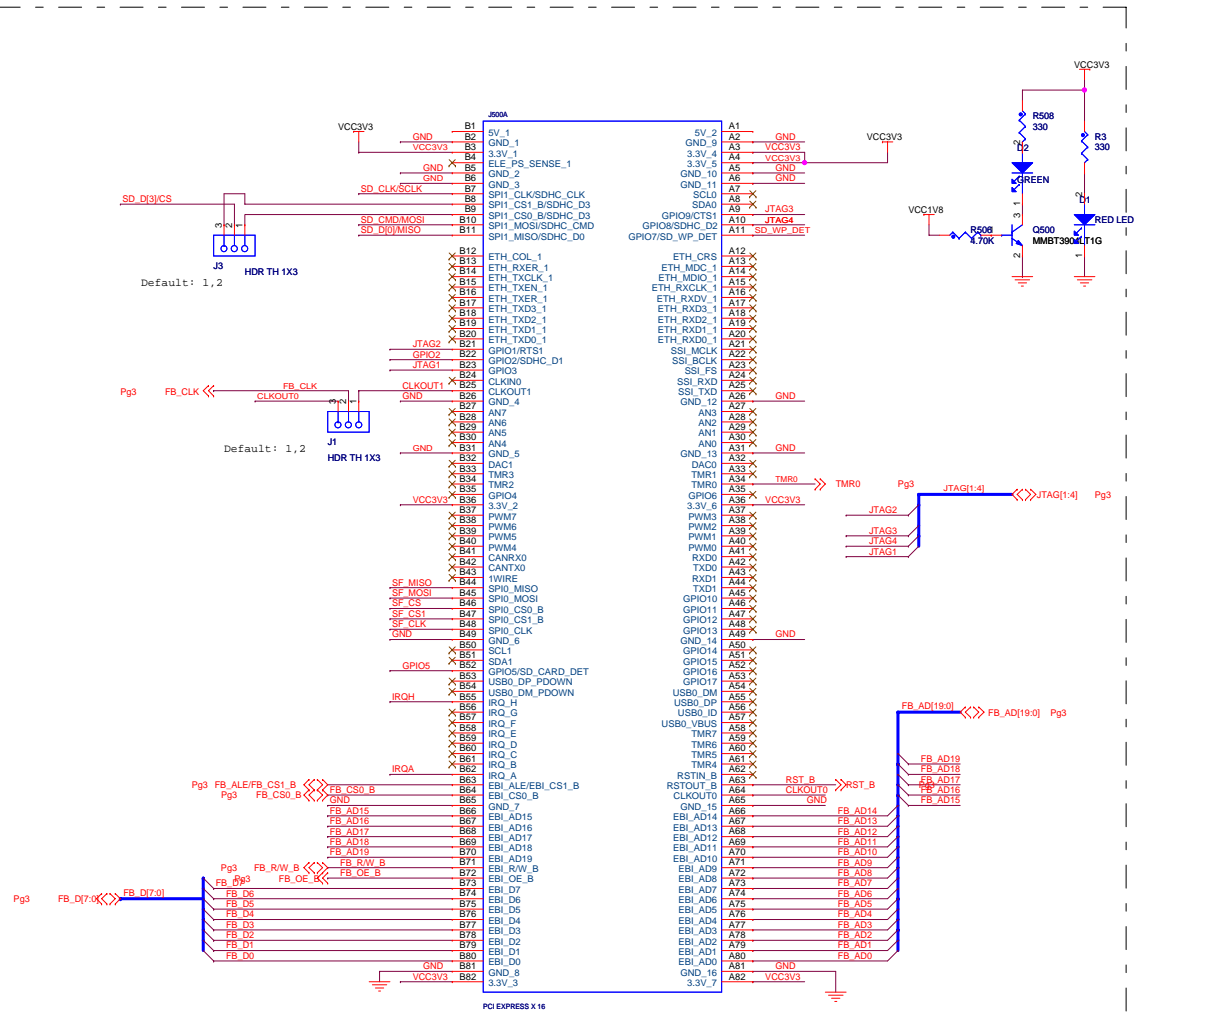 VCC3V3
R508
330
R3
330
D2
2
GREEN
1
2
D1
RED LED
1
VCC1V8
R506
4.70K
3
1
2
Q500
MMBT3904LT1G
J500A
VCC3V3
VCC3V3
B1 5V_1 5V_2 A1
GND B2 GND_1 GND_9 A2 GND
VCC3V3 B3 3.3V_1 3.3V_4 A3 VCC3V3
B4 ELE_PS_SENSE_1 3.3V_5 A4 VCC3V3
GND B5 GND_2 GND_10 A5 GND
GND B6 GND_3 GND_11 A6 GND
SD_CLK/SCLK B7 SPI1_CLK/SDHC_CLK SCL0 A7
SD_D[3]/CS B8 SPI1_CS1_B/SDHC_D3 SDA0 A8
B9 SPI1_CS0_B/SDHC_D3 GPIO9/CTS1 A9 JTAG3
SD_CMD/MOSI B10 SPI1_MOSI/SDHC_CMD GPIO8/SDHC_D2 A10 JTAG4
SD_D[0]/MISO B11 SPI1_MISO/SDHC_D0 GPIO7/SD_WP_DET A11 SD_WP_DET
3 2 1
J3
HDR TH 1X3
Default: 1,2
B12 ETH_COL_1 ETH_CRS A12
B13 ETH_RXER_1 ETH_MDC_1 A13
B14 ETH_TXCLK_1 ETH_MDIO_1 A14
B15 ETH_TXEN_1 ETH_RXCLK_1 A15
B16 ETH_TXER_1 ETH_RXDV_1 A16
B17 ETH_TXD3_1 ETH_RXD3_1 A17
B18 ETH_TXD2_1 ETH_RXD2_1 A18
B19 ETH_TXD1_1 ETH_RXD1_1 A19
B20 ETH_TXD0_1 ETH_RXD0_1 A20
JTAG2 B21 GPIO1/RTS1 SSI_MCLK A21
GPIO2 B22 GPIO2/SDHC_D1 SSI_BCLK A22
JTAG1 B23 GPIO3 SSI_FS A23
B24 CLKIN0 SSI_RXD A24
Pg3 FB_CLK FB_CLK CLKOUT1 B25 CLKOUT1 SSI_TXD A25
CLKOUT0 GND B26 GND_4 GND_12 A26 GND
3 2 1
J1
HDR TH 1X3
Default: 1,2
B27 AN7 AN3 A27
B28 AN6 AN2 A28
B29 AN5 AN1 A29
B30 AN4 AN0 A30
GND B31 GND_5 GND_13 A31 GND
B32 DAC1 DAC0 A32
B33 TMR3 TMR1 A33
B34 TMR2 TMR0 A34 TMR0 TMR0 Pg3
B35 GPIO4 GPIO6 A35
VCC3V3 B36 3.3V_2 3.3V_6 A36 VCC3V3
JTAG[1:4] JTAG[1:4] Pg3
JTAG2
JTAG3
JTAG4
JTAG1
B37 PWM7 PWM3 A37
B38 PWM6 PWM2 A38
B39 PWM5 PWM1 A39
B40 PWM4 PWM0 A40
B41 CANRX0 RXD0 A41
B42 CANTX0 TXD0 A42
B43 1WIRE RXD1 A43
SF_MISO B44 SPI0_MISO TXD1 A44
SF_MOSI B45 SPI0_MOSI GPIO10 A45
SF_CS B46 SPI0_CS0_B GPIO11 A46
SF_CS1 B47 SPI0_CS1_B GPIO12 A47
SF_CLK B48 SPI0_CLK GPIO13 A48
GND B49 GND_6 GND_14 A49 GND
B50 SCL1 GPIO14 A50
B51 SDA1 GPIO15 A51
GPIO5 B52 GPIO5/SD_CARD_DET GPIO16 A52
B53 USB0_DP_PDOWN GPIO17 A53
B54 USB0_DM_PDOWN USB0_DM A54
IRQH B55 IRQ_H USB0_DP A55
B56 IRQ_G USB0_ID A56
B57 IRQ_F USB0_VBUS A57
B58 IRQ_E TMR7 A58
B59 IRQ_D TMR6 A59
B60 IRQ_C TMR5 A60
B61 IRQ_B TMR4 A61
IRQA B62 IRQ_A RSTIN_B A62
Pg3 FB_ALE/FB_CS1_B B63 EBI_ALE/EBI_CS1_B RSTOUT_B A63 RST_B RST_B Pg3
Pg3 FB_CS0_B FB_CS0_B B64 EBI_CS0_B CLKOUT0 A64 CLKOUT0
GND B65 GND_7 GND_15 A65 GND
FB_AD[19:0] FB_AD[19:0] Pg3
FB_AD19
FB_AD18
FB_AD17
FB_AD16
FB_AD15
FB_AD15 B66 EBI_AD15 EBI_AD14 A66 FB_AD14
FB_AD16 B67 EBI_AD16 EBI_AD13 A67 FB_AD13
FB_AD17 B68 EBI_AD17 EBI_AD12 A68 FB_AD12
FB_AD18 B69 EBI_AD18 EBI_AD11 A69 FB_AD11
FB_AD19 B70 EBI_AD19 EBI_AD10 A70 FB_AD10
Pg3 FB_R/W_B FB_R/W_B B71 EBI_R/W_B EBI_AD9 A71 FB_AD9
Pg3 FB_OE_B FB_OE_B B72 EBI_OE_B EBI_AD8 A72 FB_AD8
FB_D7 B73 EBI_D7 EBI_AD7 A73 FB_AD7
Pg3 FB_D[7:0] FB_D[7:0] FB_D6 B74 EBI_D6 EBI_AD6 A74 FB_AD6
FB_D5 B75 EBI_D5 EBI_AD5 A75 FB_AD5
FB_D4 B76 EBI_D4 EBI_AD4 A76 FB_AD4
FB_D3 B77 EBI_D3 EBI_AD3 A77 FB_AD3
FB_D2 B78 EBI_D2 EBI_AD2 A78 FB_AD2
FB_D1 B79 EBI_D1 EBI_AD1 A79 FB_AD1
FB_D0 B80 EBI_D0 EBI_AD0 A80 FB_AD0
GND B81 GND_8 GND_16 A81 GND
VCC3V3 B82 3.3V_3 3.3V_7 A82 VCC3V3
PCI EXPRESS X 16